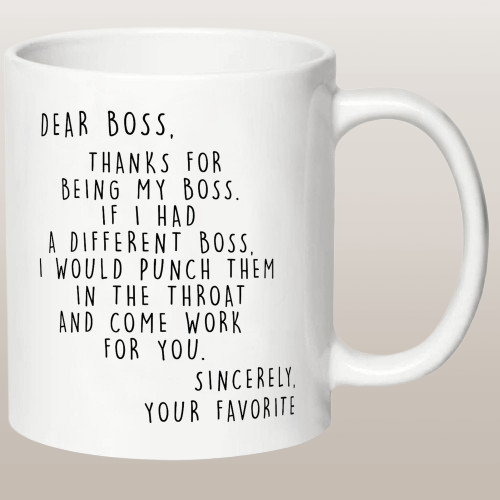 DEAR BOSS,
THANKS FOR
BEING MY BOSS.
IF I HAD
A DIFFERENT BOSS,
I WOULD PUNCH THEM
IN THE THROAT
AND COME WORK
FOR YOU.
SINCERELY,
YOUR FAVORITE